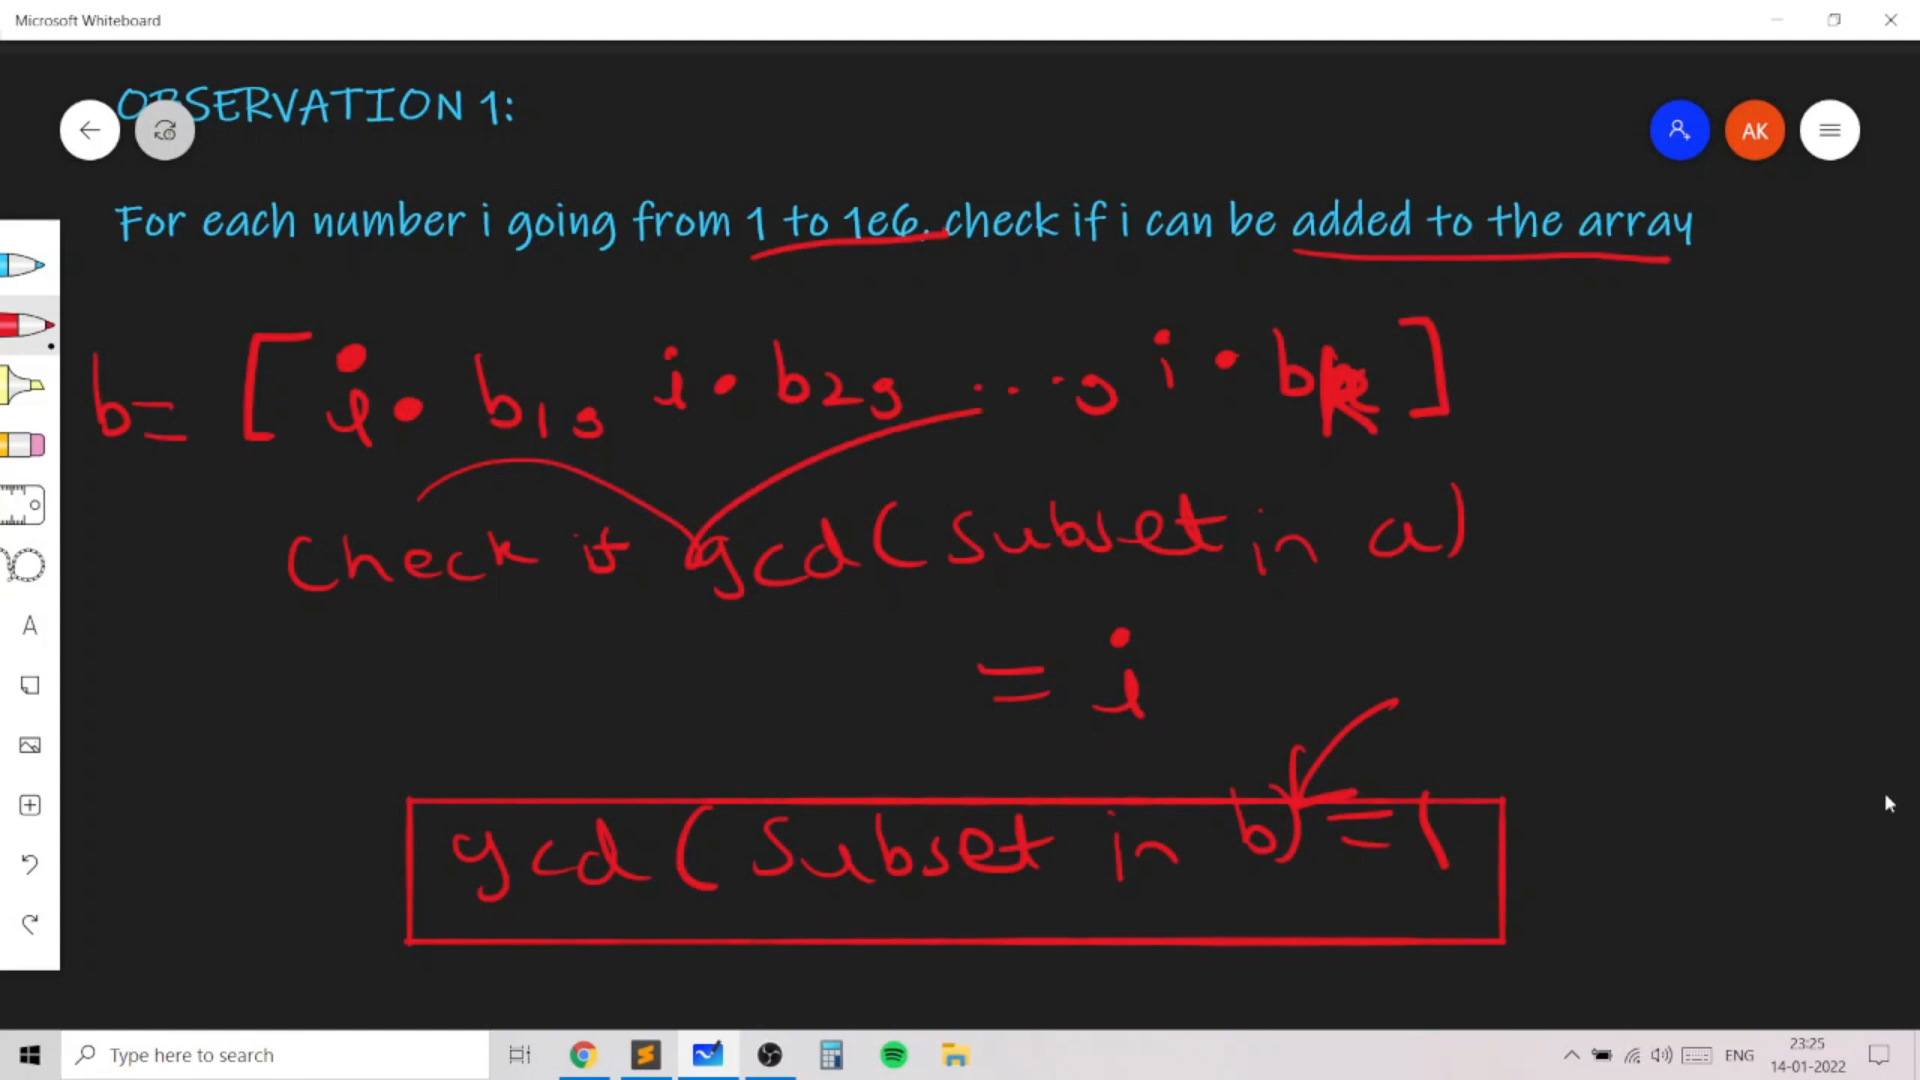 Microsoft Whiteboard
OBSERVATION 1:
AK
For each number i going from 1 to 1e6, check if i can be added to the array
b= [ i • b1, i • b2, ..., i • bk ]
Check if gcd(Subset in a)
= i
gcd (Subset in b) = 1
A
Type here to search
ENG
23:25
14-01-2022